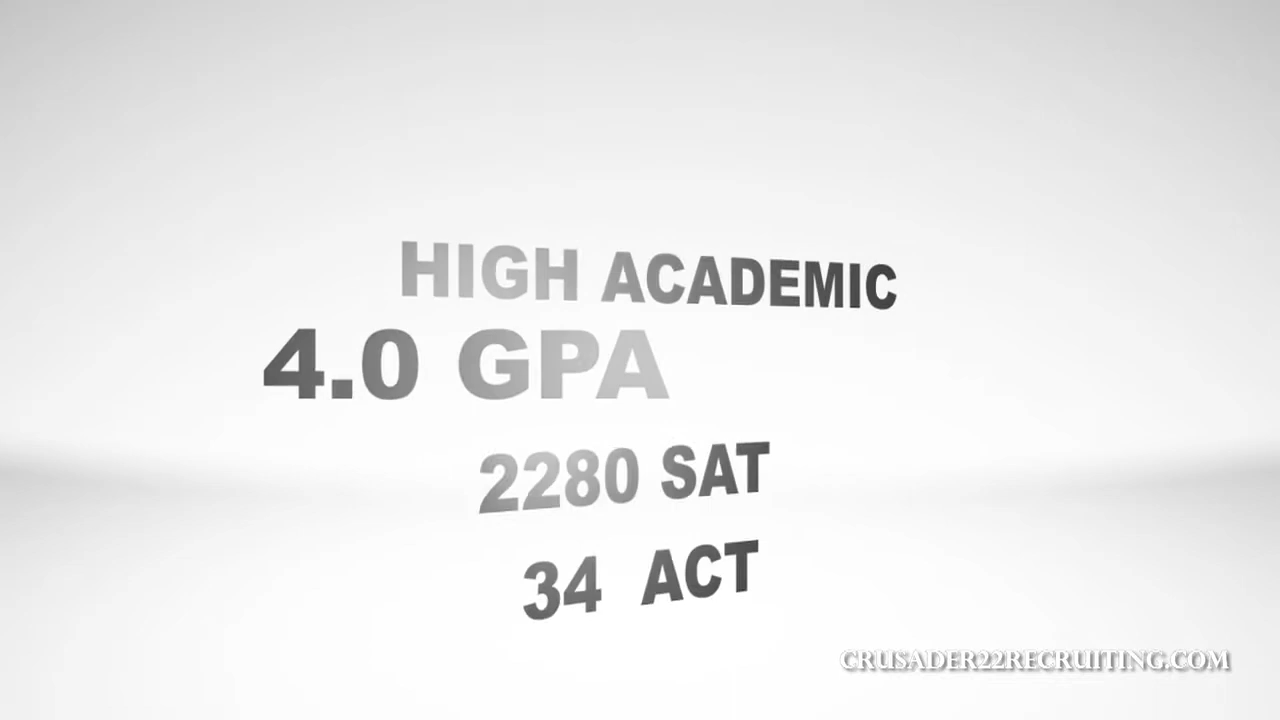 HIGH ACADEMIC
4.0 GPA
2280 SAT
34 ACT
CRUSADER22RECRUITING.COM